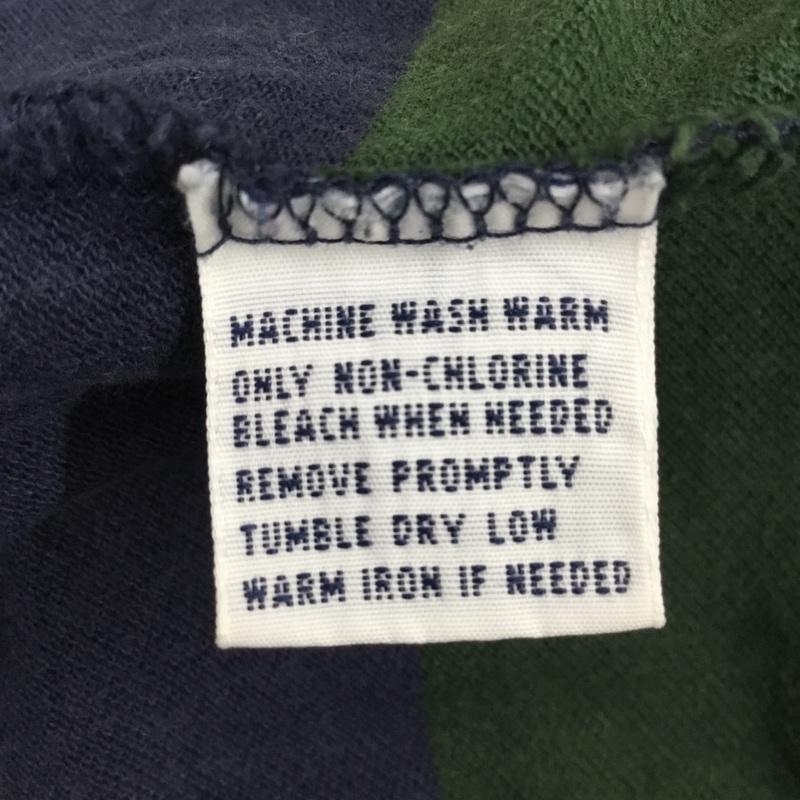 MACHINE WASH WARM
ONLY NON-CHLORINE
BLEACH WHEN NEEDED
REMOVE PROMPTLY
TUMBLE DRY LOW
WARM IRON IF NEEDED